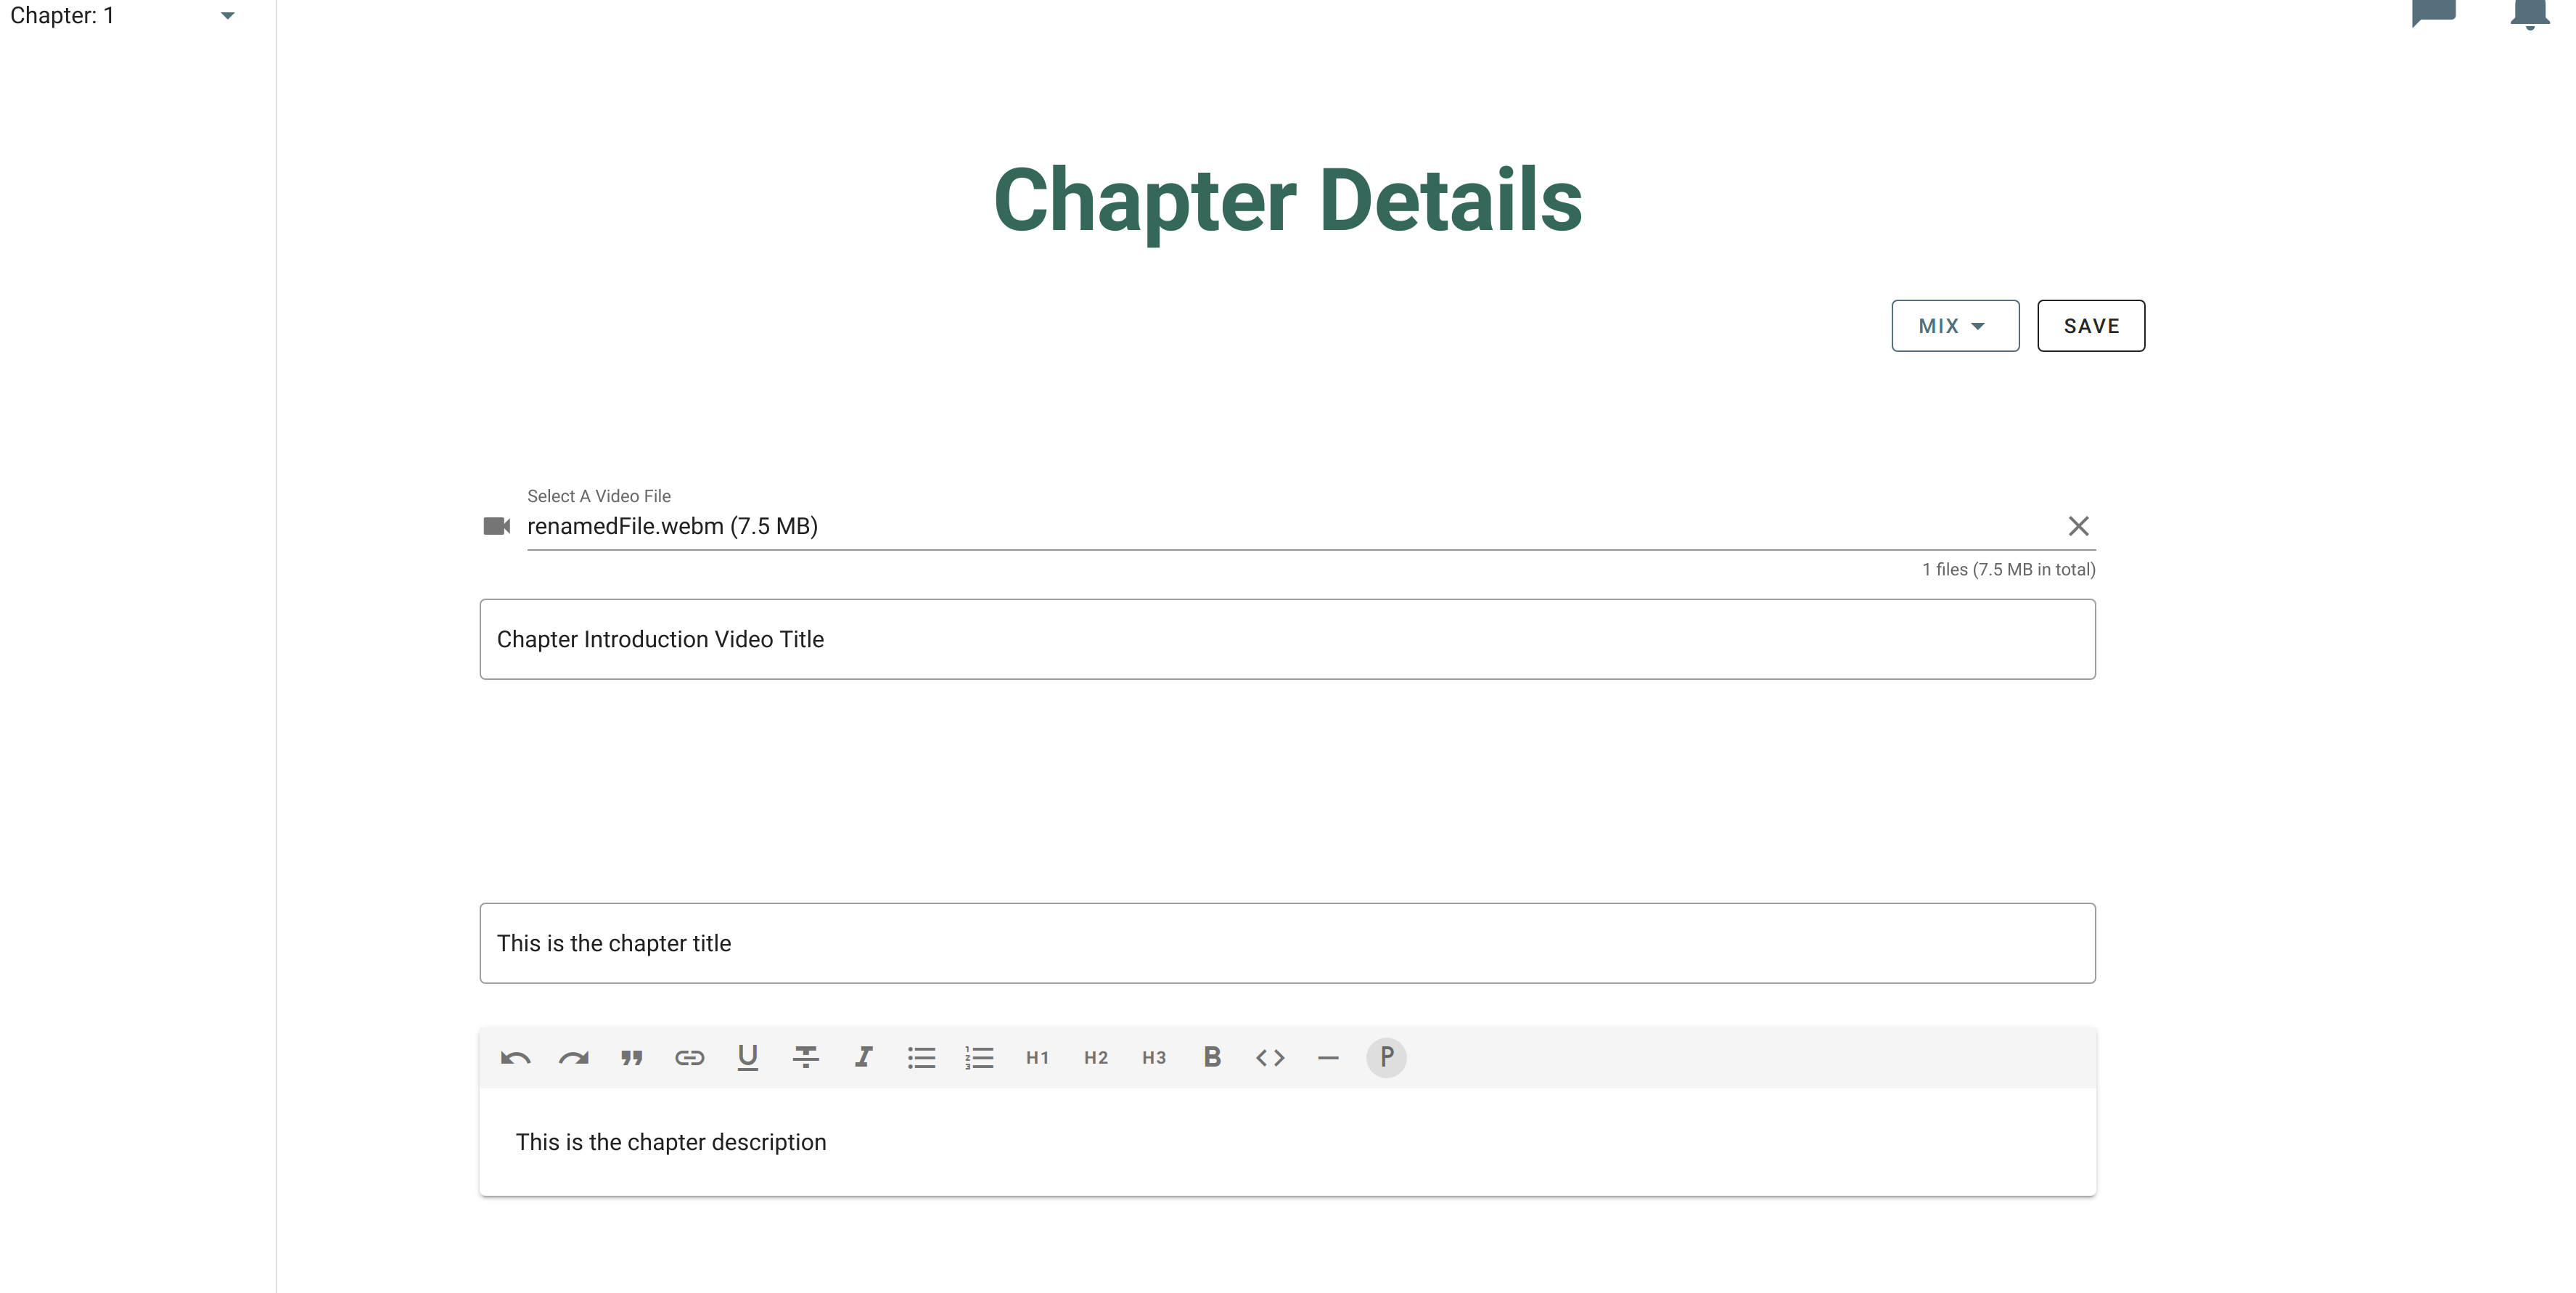 Chapter: 1
Chapter Details
MIX
SAVE
Select A Video File
renamedFile.webm (7.5 MB)
1 files (7.5 MB in total)
Chapter Introduction Video Title
This is the chapter title
U H1 H2 H3 B P
This is the chapter description